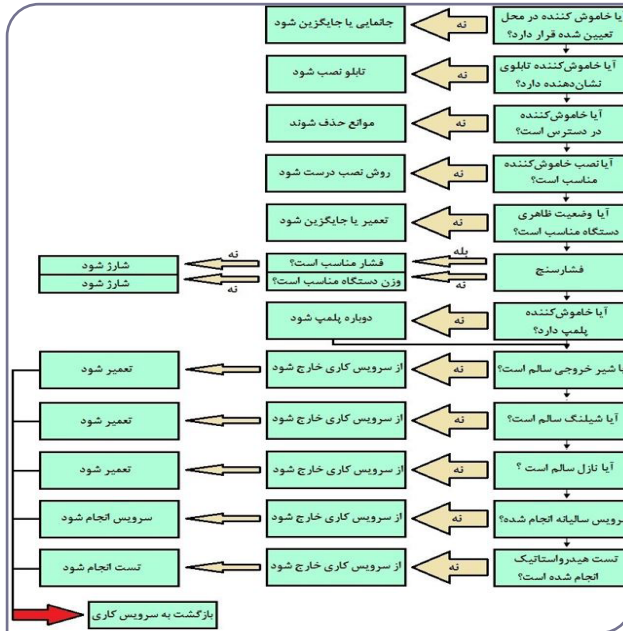 یا خاموش کننده در محل
تعیین شده قرار دارد؟
نه
جانمایی یا جایگزین شود
آیا خاموش‌کننده تابلوی
نشان‌دهنده دارد؟
نه
تابلو نصب شود
آیا خاموش‌کننده
در دسترس است؟
نه
موانع حذف شوند
آیا نصب خاموش‌کننده
مناسب است؟
نه
روش نصب درست شود
آیا وضعیت ظاهری
دستگاه مناسب است؟
نه
تعمیر یا جایگزین شود
فشارسنج
بله
فشار مناسب است؟
نه
شارژ شود
نه
وزن دستگاه مناسب است؟
نه
شارژ شود
آیا خاموش‌کننده
پلمپ دارد؟
نه
دوباره پلمپ شود
یا شیر خروجی سالم است؟
نه
از سرویس کاری خارج شود
تعمیر شود
آیا شیلنگ سالم است؟
نه
از سرویس کاری خارج شود
تعمیر شود
آیا نازل سالم است ؟
نه
از سرویس کاری خارج شود
تعمیر شود
رویس سالیانه انجام شده؟
نه
از سرویس کاری خارج شود
سرویس انجام شود
تست هیدرواستاتیک
انجام شده است؟
نه
از سرویس کاری خارج شود
تست انجام شود
بازگشت به سرویس کاری